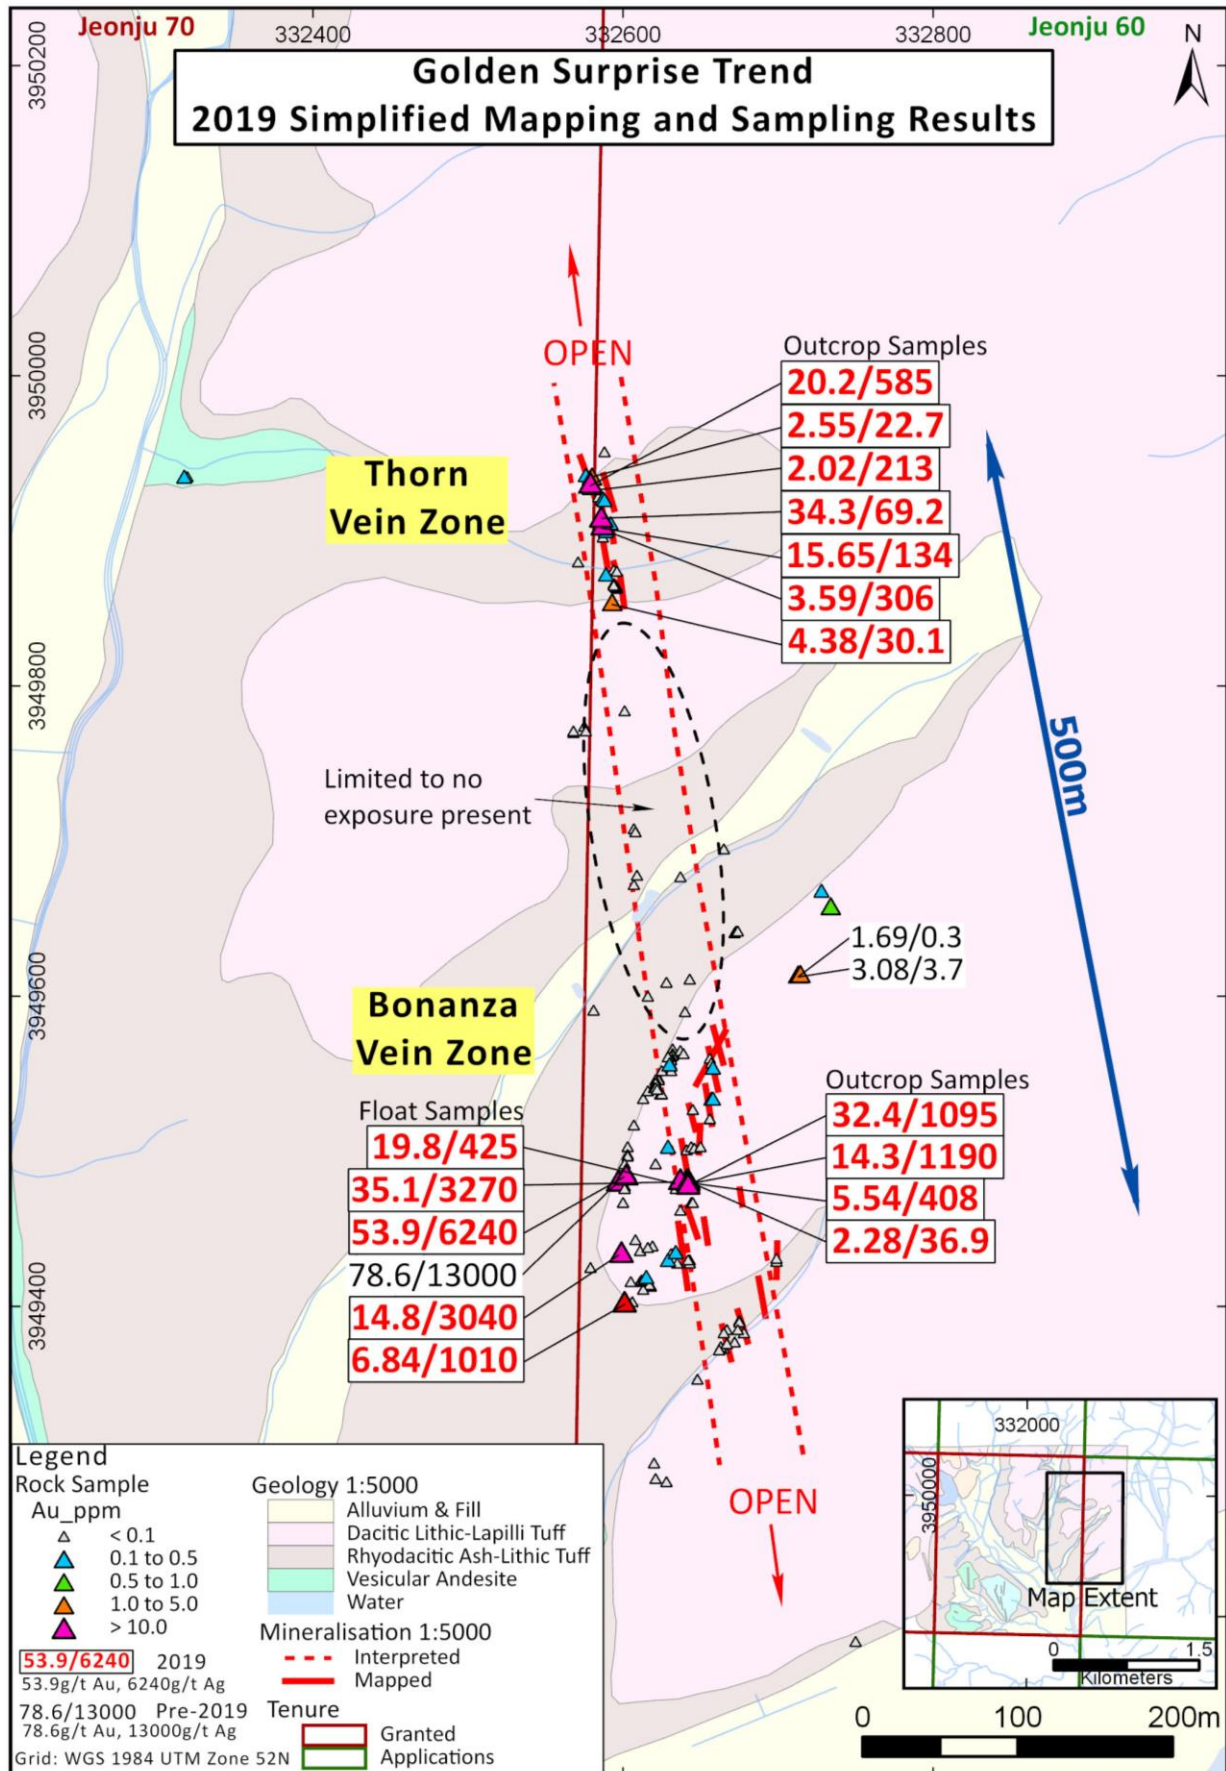 Jeonju 70
332400
332600
332800
Jeonju 60
N
Golden Surprise Trend
2019 Simplified Mapping and Sampling Results
3950200
3950000
3949800
3949600
3949400
OPEN
Outcrop Samples
20.2/585
2.55/22.7
2.02/213
34.3/69.2
15.65/134
3.59/306
4.38/30.1
Thorn
Vein Zone
500m
Limited to no
exposure present
1.69/0.3
3.08/3.7
Bonanza
Vein Zone
Float Samples
19.8/425
35.1/3270
53.9/6240
78.6/13000
14.8/3040
6.84/1010
Outcrop Samples
32.4/1095
14.3/1190
5.54/408
2.28/36.9
OPEN
Legend
Rock Sample
Au_ppm
< 0.1
0.1 to 0.5
0.5 to 1.0
1.0 to 5.0
> 10.0
53.9/6240 2019
53.9g/t Au, 6240g/t Ag
78.6/13000 Pre-2019
78.6g/t Au, 13000g/t Ag
Grid: WGS 1984 UTM Zone 52N
Geology 1:5000
Alluvium & Fill
Dacitic Lithic-Lapilli Tuff
Rhyodacitic Ash-Lithic Tuff
Vesicular Andesite
Water
Mineralisation 1:5000
Interpreted
Mapped
Tenure
Granted
Applications
332000
3950000
Map Extent
0 1.5
Kilometers
0 100 200m